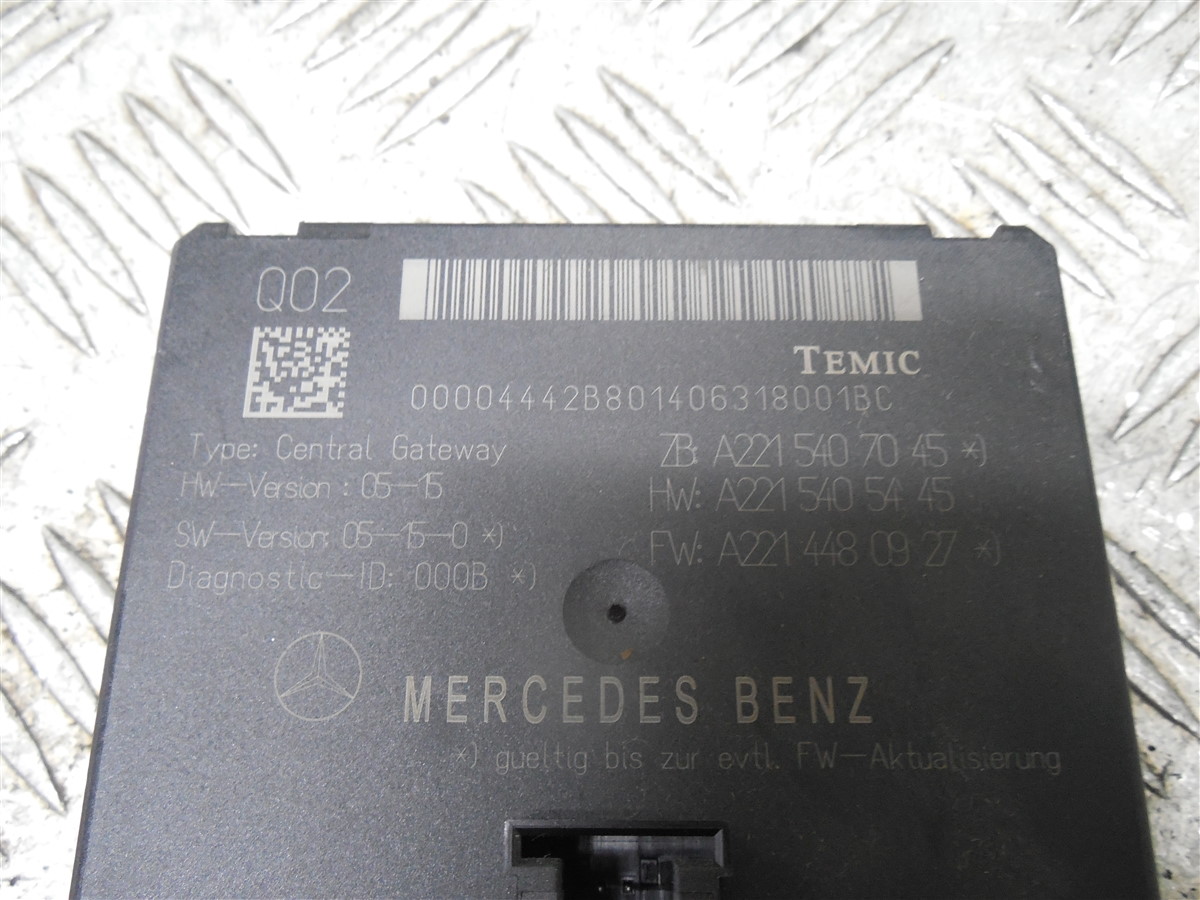 Q02
TEMIC
00004442B801406318001BC
Type: Central Gateway
HW-Version : 05-15
SW-Version: 05-15-0 *)
Diagnostic-ID: 000B *)
ZB: A221 540 70 45 *)
HW: A221 540 54 45
FW: A221 448 09 27 *)
MERCEDES BENZ
*) gueltig bis zur evtl. FW-Aktualisierung